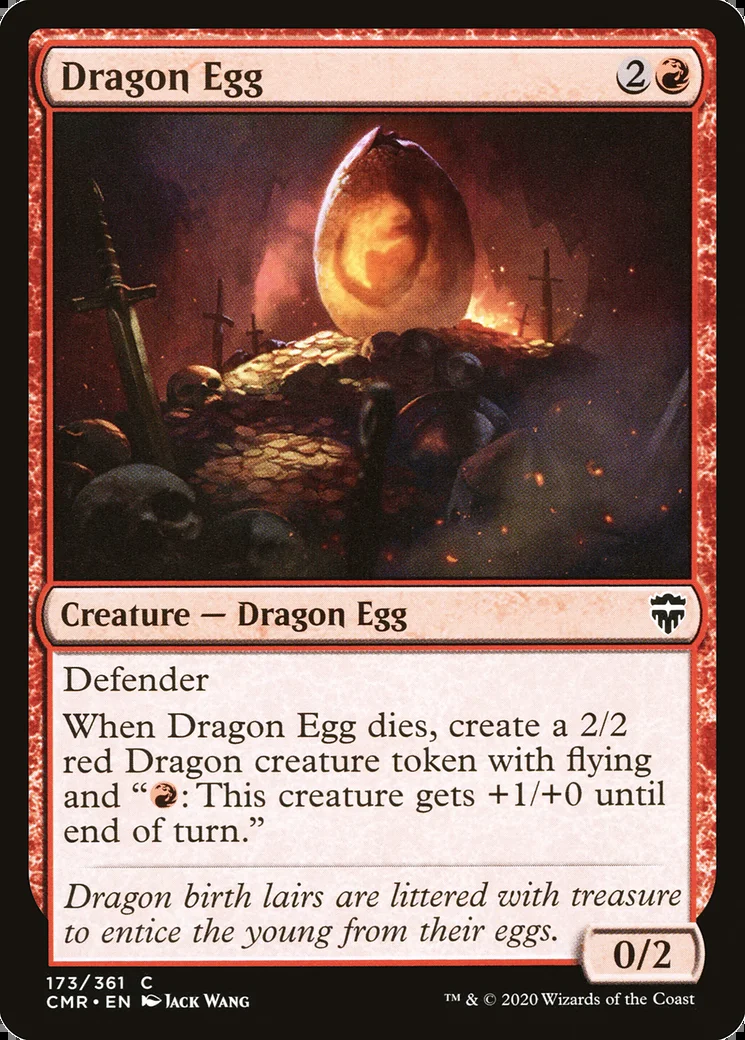 Dragon Egg 2
Creature — Dragon Egg
Defender
When Dragon Egg dies, create a 2/2
red Dragon creature token with flying
and “: This creature gets +1/+0 until
end of turn.”
Dragon birth lairs are littered with treasure
to entice the young from their eggs.
0/2
173/361 C
CMR • EN Jack Wang
™ & © 2020 Wizards of the Coast